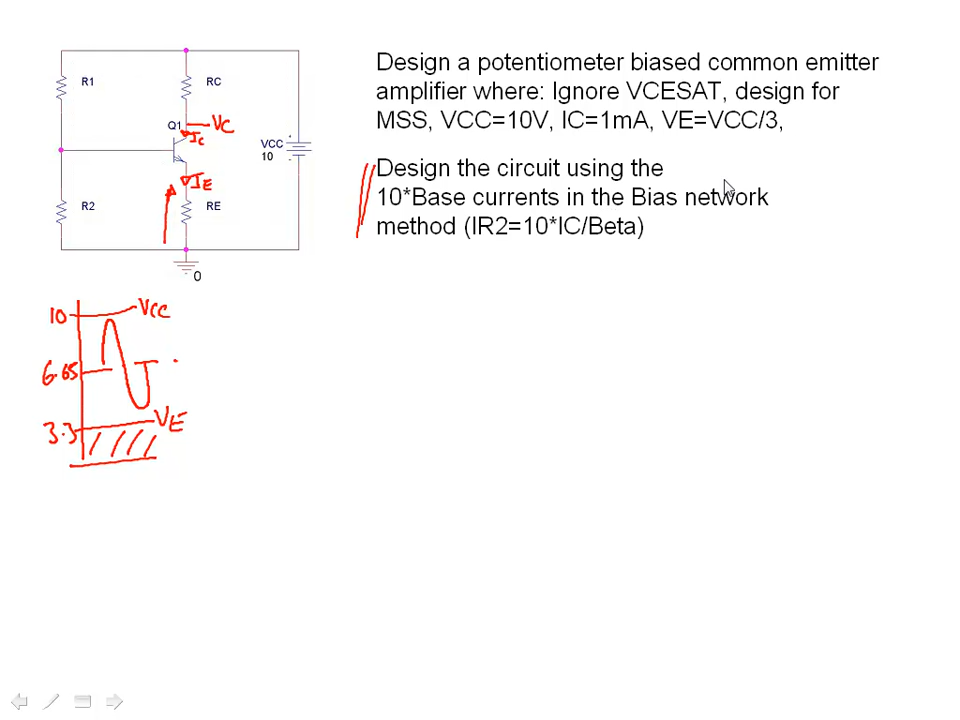 R1
RC
Q1
VC
IC
VCC
10
IE
R2
RE
0
Design a potentiometer biased common emitter
amplifier where: Ignore VCESAT, design for
MSS, VCC=10V, IC=1mA, VE=VCC/3,
Design the circuit using the
10*Base currents in the Bias network
method (IR2=10*IC/Beta)
10
VCC
6.65
VE
3.3